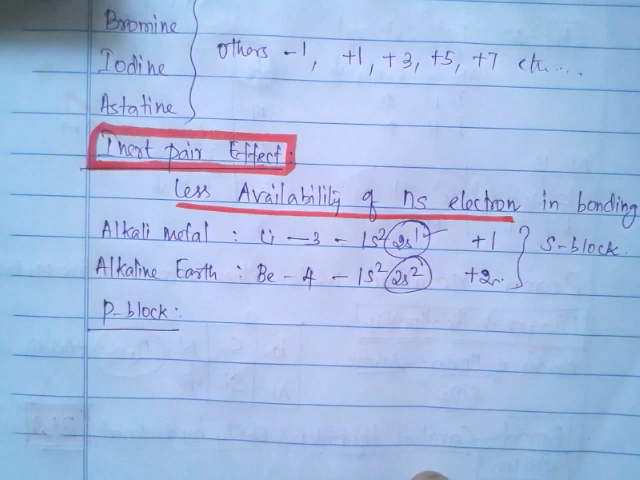 Bromine
Iodine
Astatine
others -1, +1, +3, +5, +7 etc....
Inert pair Effect:
less Availability of ns electron in bonding
Alkali metal : Li - 3 - 1s² 2s¹ +1
Alkaline Earth : Be - 4 - 1s² 2s² +2
S-block
p-block: